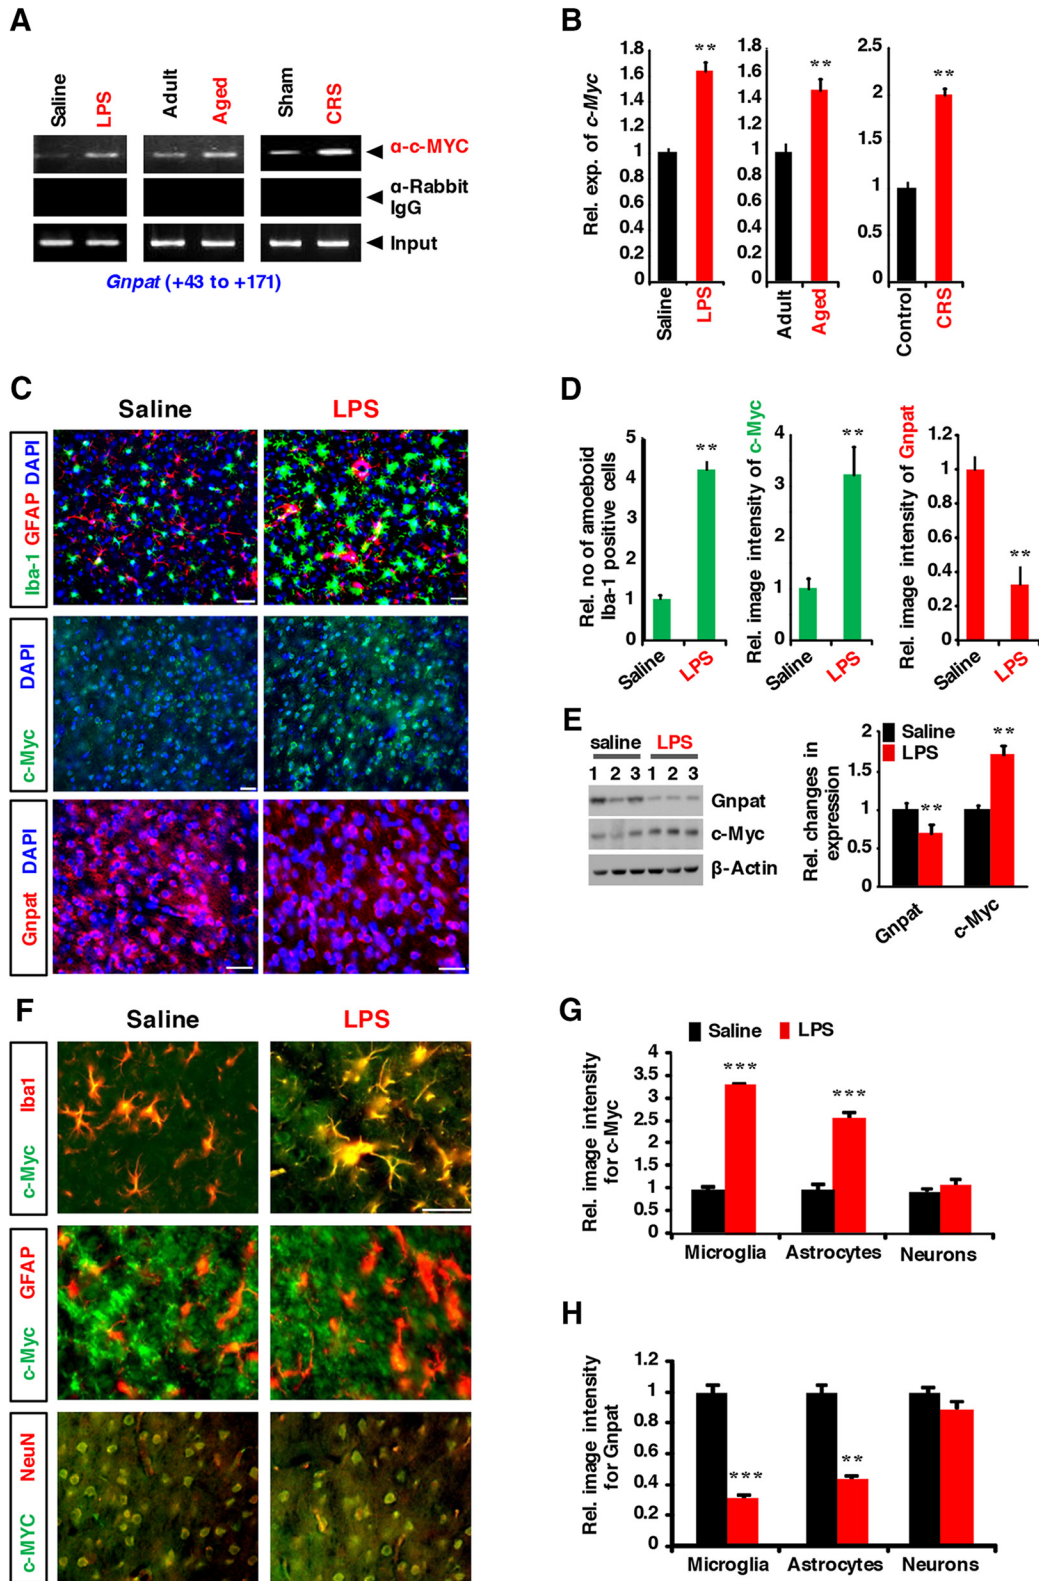 A
Saline
LPS
Adult
Aged
Sham
CRS
α-c-MYC
α-Rabbit
IgG
Input
Gnpat (+43 to +171)
B
Rel. exp. of c-Myc
1.8
1.6
1.4
1.2
1
0.8
0.6
0.4
0.2
0
Saline
LPS
**
1.8
1.6
1.4
1.2
1
0.8
0.6
0.4
0.2
0
Adult
Aged
**
2.5
2
1.5
1
0.5
0
Control
CRS
**
C
Saline
LPS
Iba-1 GFAP DAPI
c-Myc DAPI
Gnpat DAPI
D
Rel. no of amoeboid
Iba-1 positive cells
5
4
3
2
1
0
**
Saline
LPS
Rel. image intensity of c-Myc
4
3
2
1
0
**
Saline
LPS
Rel. image intensity of Gnpat
1.2
1
0.8
0.6
0.4
0.2
0
**
Saline
LPS
E
saline LPS
1 2 3 1 2 3
Gnpat
c-Myc
β-Actin
Rel. changes in
expression
2
1.5
1
0.5
0
Saline
LPS
**
**
Gnpat
c-Myc
F
Saline
LPS
c-Myc Iba1
c-Myc GFAP
c-MYC NeuN
G
Saline LPS
Rel. image intensity
for c-Myc
4
3.5
3
2.5
2
1.5
1
0.5
0
***
***
Microglia Astrocytes Neurons
H
Rel. image intensity
for Gnpat
1.2
1
0.8
0.6
0.4
0.2
0
***
**
Microglia Astrocytes Neurons